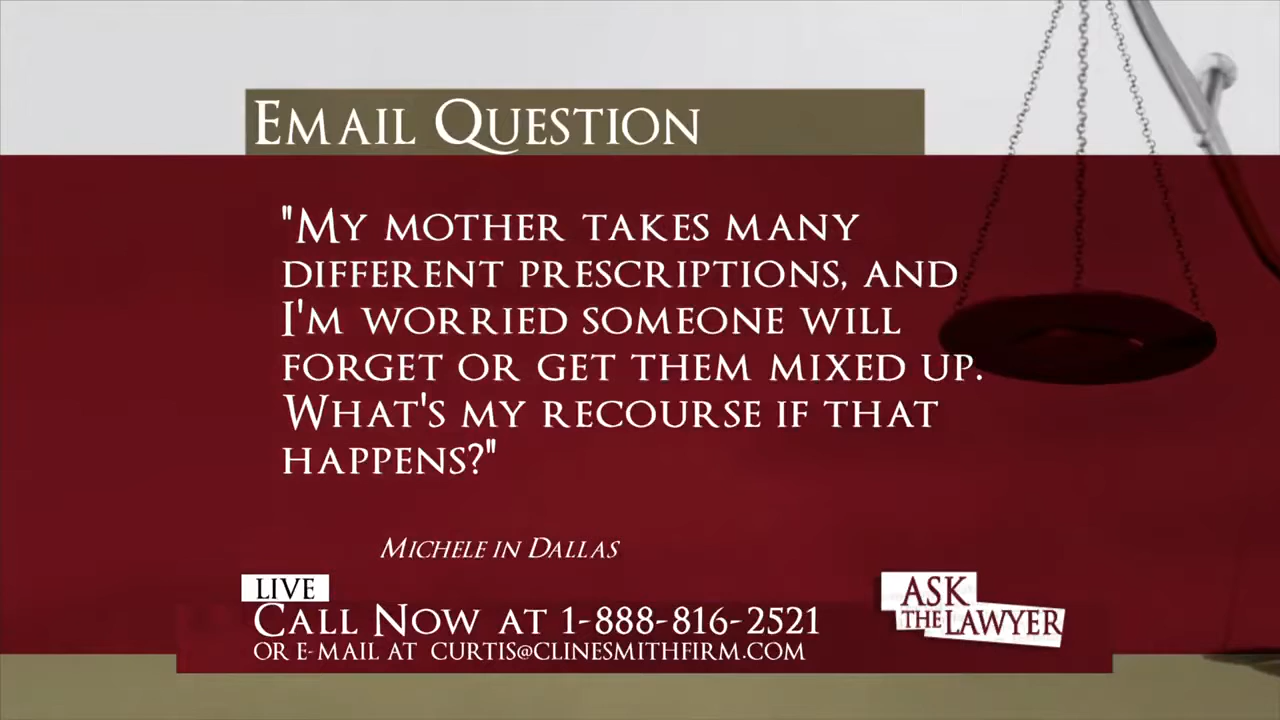 Email Question
"My mother takes many
different prescriptions, and
I'm worried someone will
forget or get them mixed up.
What's my recourse if that
happens?"
Michele in Dallas
LIVE
Call Now at 1-888-816-2521
or e-mail at curtis@clinesmithfirm.com
ASK
THE LAWYER